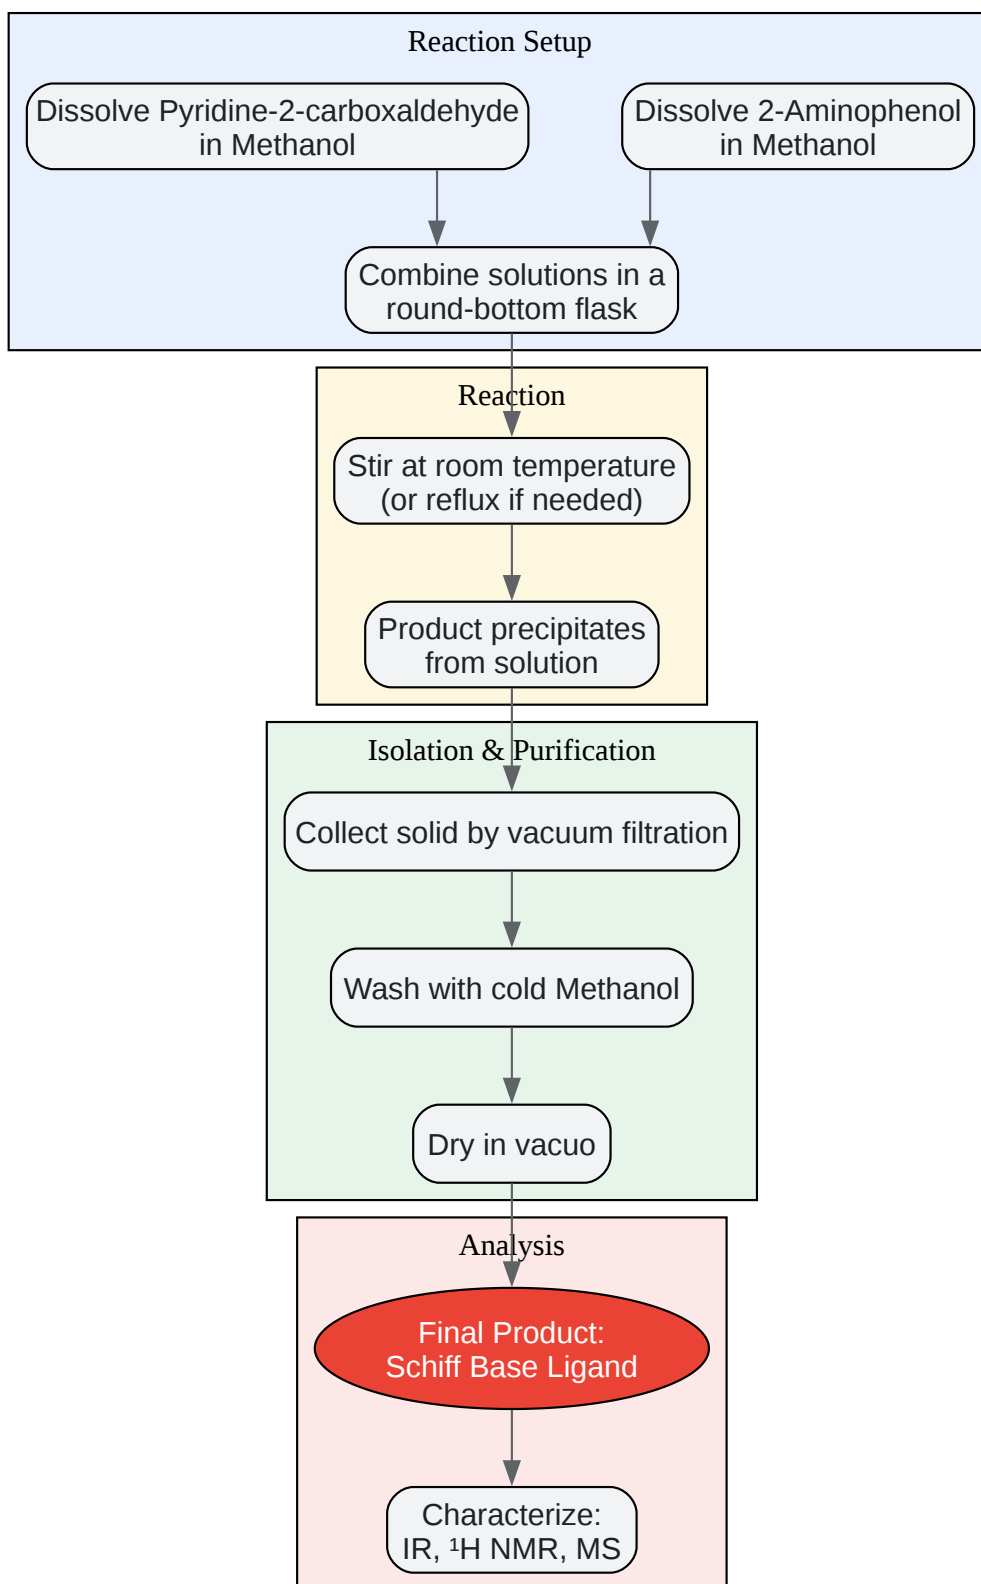 Reaction Setup
Dissolve Pyridine-2-carboxaldehyde
in Methanol
Dissolve 2-Aminophenol
in Methanol
Combine solutions in a
round-bottom flask
Reaction
Stir at room temperature
(or reflux if needed)
Product precipitates
from solution
Isolation & Purification
Collect solid by vacuum filtration
Wash with cold Methanol
Dry in vacuo
Analysis
Final Product:
Schiff Base Ligand
Characterize:
IR, ¹H NMR, MS